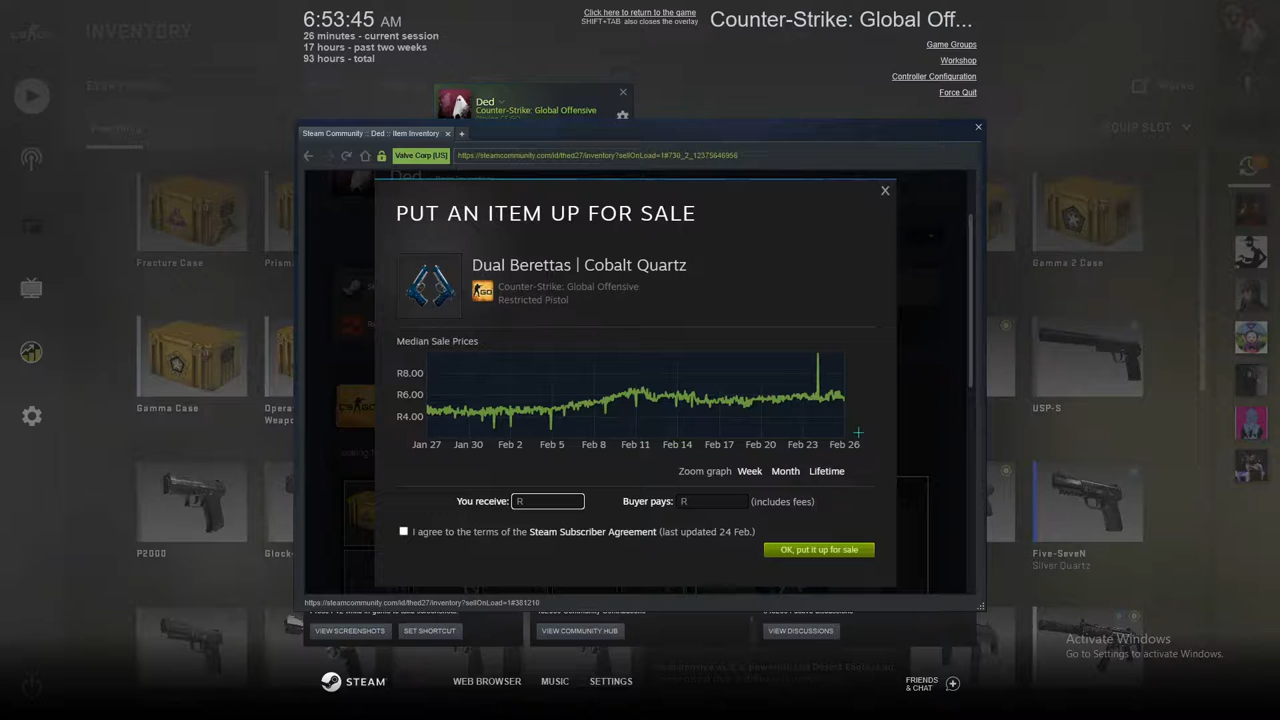 6:53:45 AM
26 minutes - current session
17 hours - past two weeks
93 hours - total
Click here to return to the game
SHIFT+TAB also closes the overlay
Counter-Strike: Global Off...
Game Groups
Workshop
Controller Configuration
Force Quit
INVENTORY
Ded
Counter-Strike: Global Offensive
Steam Community :: Ded :: Item Inventory
Valve Corp [US]
https://steamcommunity.com/id/thed27/inventory?sellOnLoad=1#730_2_12375646956
EQUIP SLOT
PUT AN ITEM UP FOR SALE
X
Dual Berettas | Cobalt Quartz
Counter-Strike: Global Offensive
Restricted Pistol
Median Sale Prices
R8.00
R6.00
R4.00
Jan 27 Jan 30 Feb 2 Feb 5 Feb 8 Feb 11 Feb 14 Feb 17 Feb 20 Feb 23 Feb 26
Zoom graph Week Month Lifetime
You receive: R Buyer pays: R (includes fees)
I agree to the terms of the Steam Subscriber Agreement (last updated 24 Feb.)
OK, put it up for sale
Fracture Case
Prism
Gamma 2 Case
Gamma Case
Opera
Weapo
USP-S
P2000
Glock-
Five-SeveN
Silver Quartz
https://steamcommunity.com/id/thed27/inventory?sellOnLoad=1#381210
VIEW SCREENSHOTS
SET SHORTCUT
VIEW COMMUNITY HUB
VIEW DISCUSSIONS
Activate Windows
Go to Settings to activate Windows.
STEAM
WEB BROWSER
MUSIC
SETTINGS
FRIENDS
& CHAT